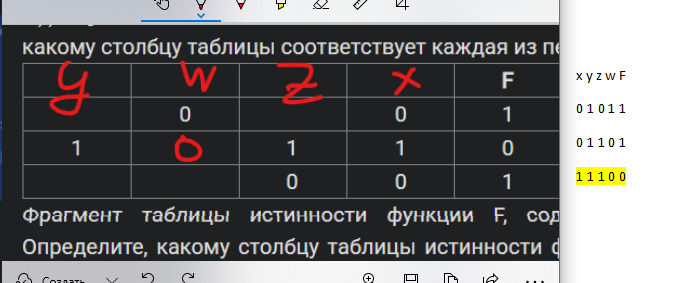 какому столбцу таблицы соответствует каждая из пе
y w z x F
0 0 1
1 0 1 1 0
0 0 1
Фрагмент таблицы истинности функции F, сод
Определите, какому столбцу таблицы истинности ф
Создать
x y z w F
0 1 0 1 1
0 1 1 0 1
1 1 1 0 0